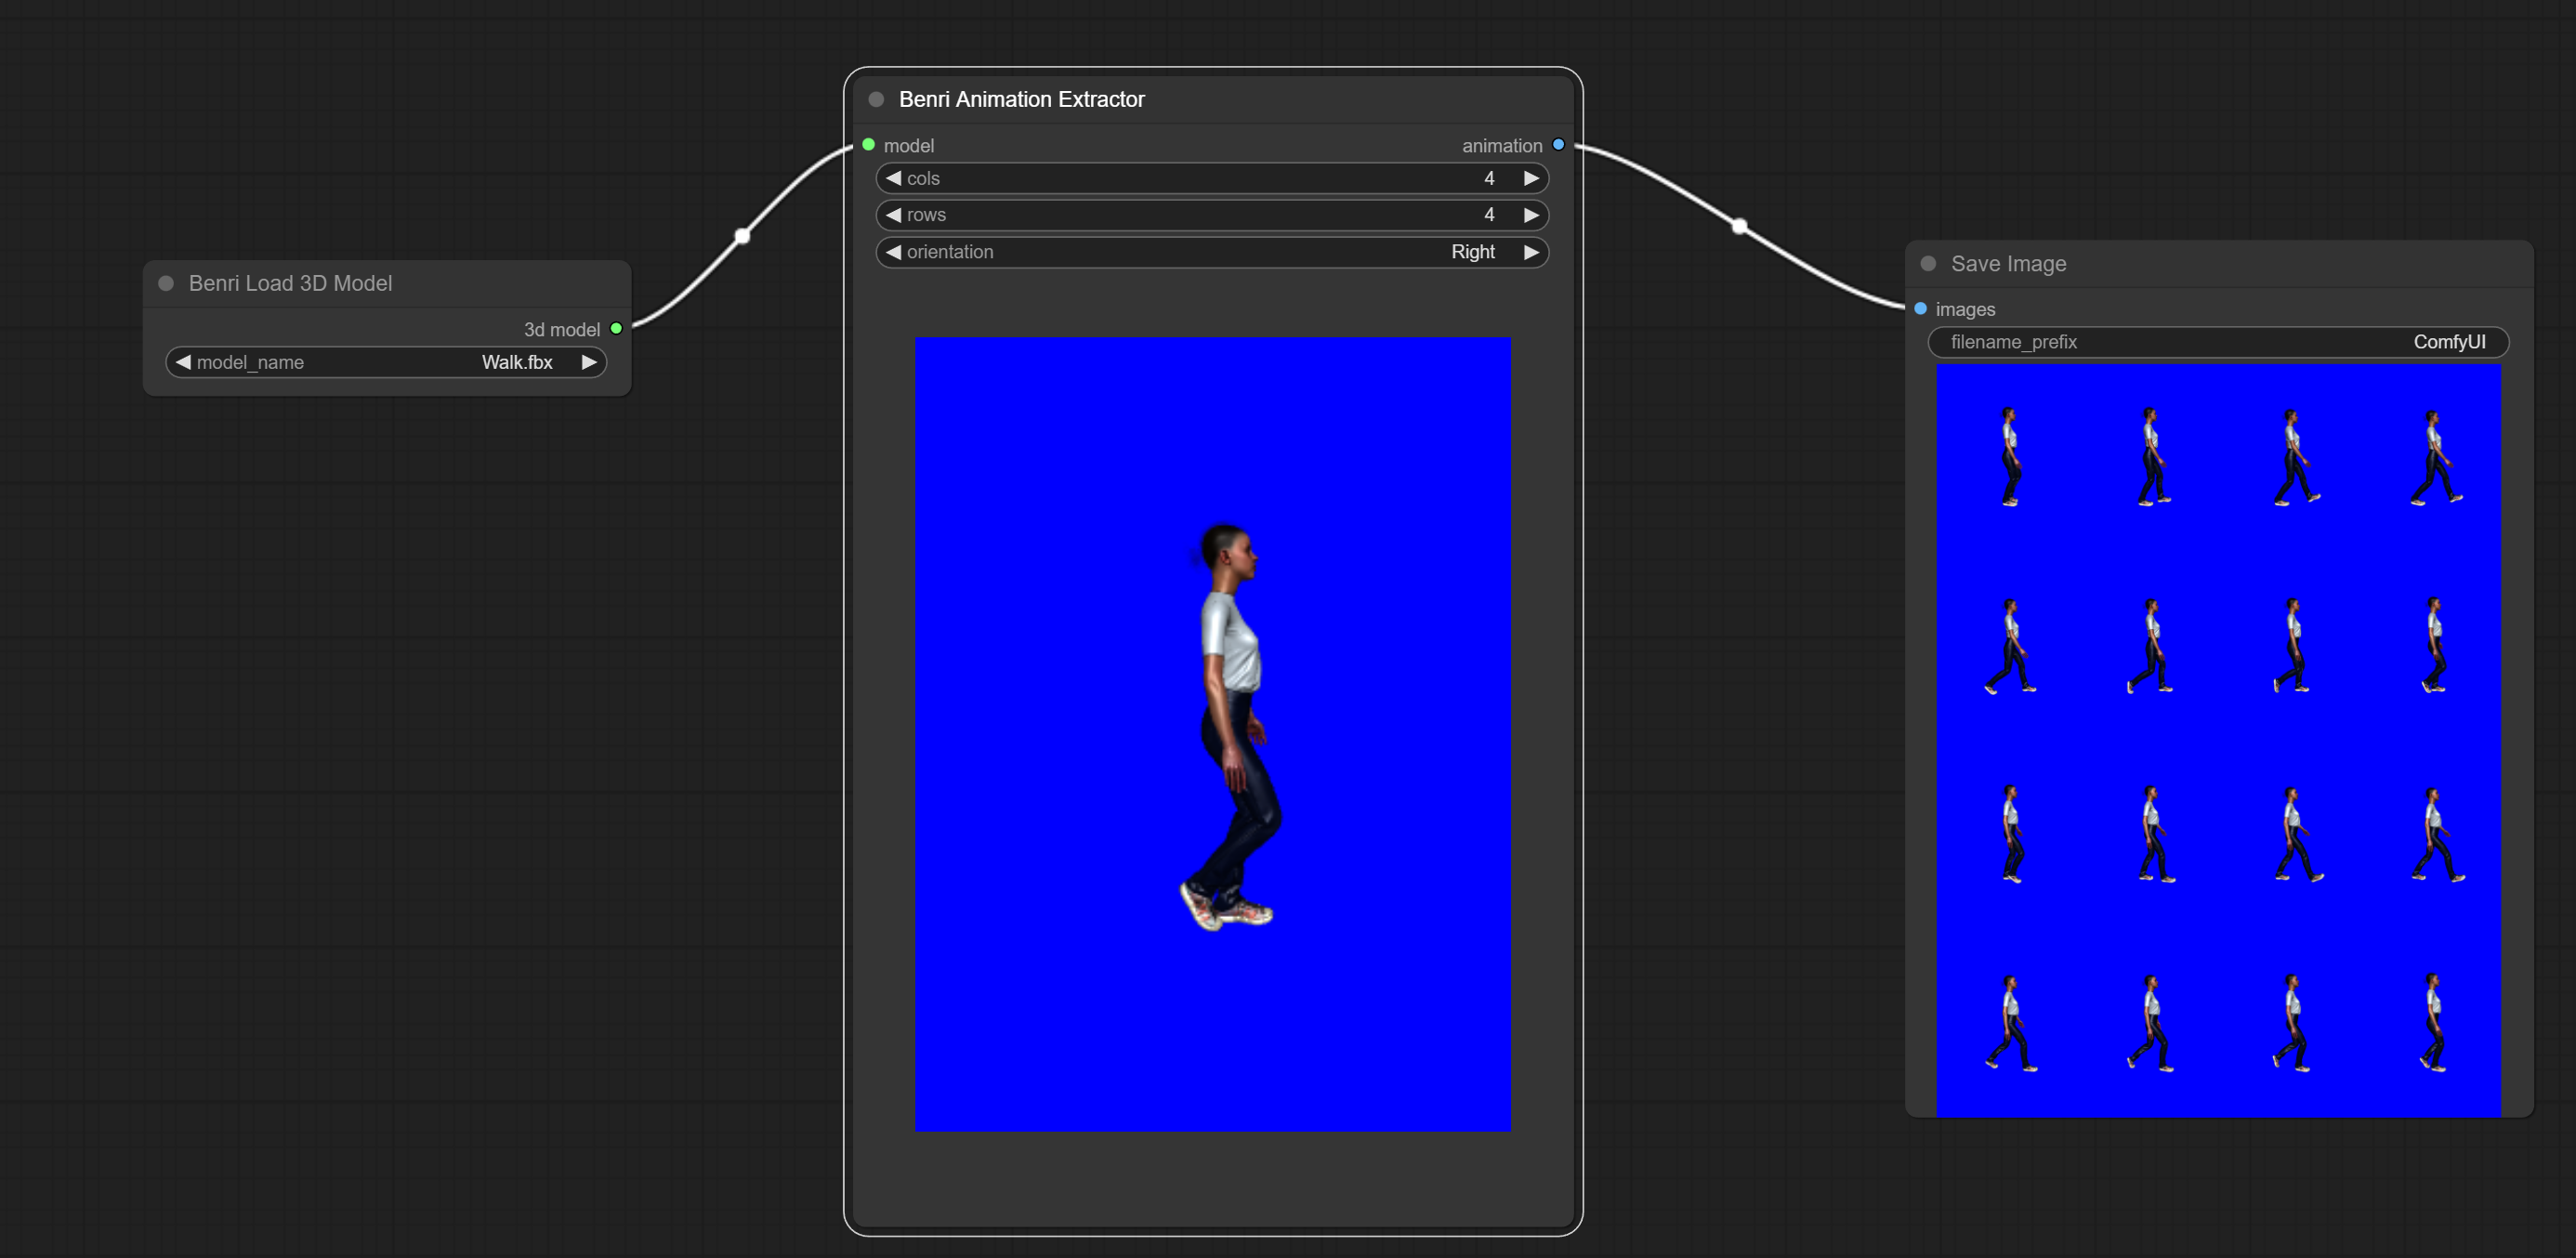 Benri Load 3D Model
3d model
model_name Walk.fbx
Benri Animation Extractor
model animation
cols 4
rows 4
orientation Right
Save Image
images
filename_prefix ComfyUI